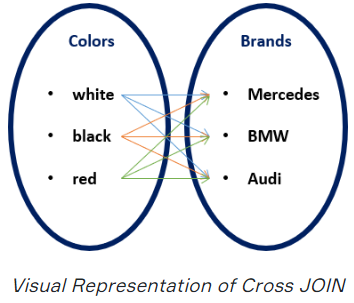 Colors
Brands
• white
• Mercedes
• black
• BMW
• red
• Audi
Visual Representation of Cross JOIN